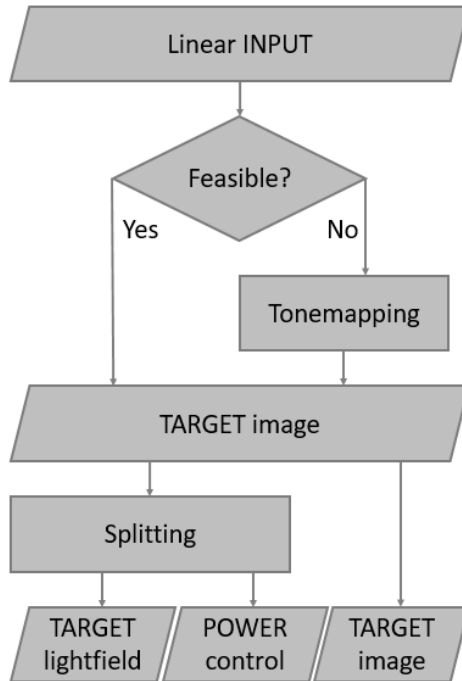 Linear INPUT
Feasible?
Yes
No
Tonemapping
TARGET image
Splitting
TARGET
lightfield
POWER
control
TARGET
image